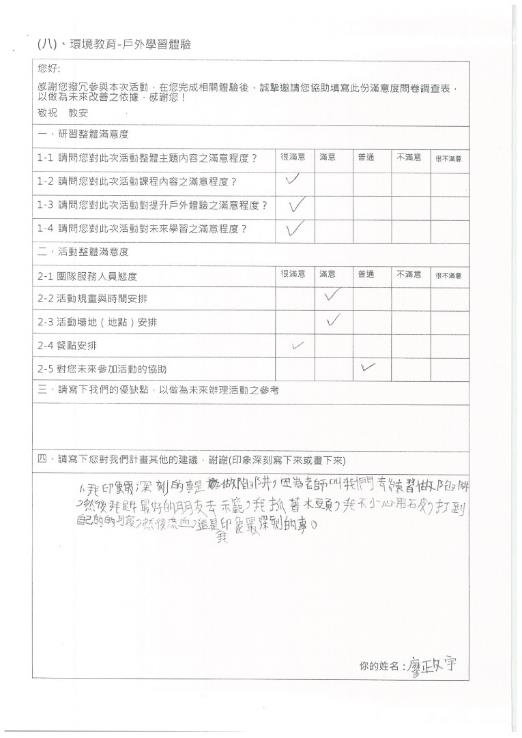 (八)、環境教育-戶外學習體驗
您好:
感謝您撥冗參與本次活動，在您完成相關體驗後，誠摯邀請您協助填寫此份滿意度問卷調查表，
以做為未來改善之依據，感謝您！
敬祝 教安
一、研習整體滿意度
1-1 請問您對此次活動整體主題內容之滿意程度？ 很滿意 滿意 普通 不滿意 很不滿意
1-2 請問您對此次活動課程內容之滿意程度？ ✓
1-3 請問您對此次活動對提升戶外體驗之滿意程度？ ✓
1-4 請問您對此次活動對未來學習之滿意程度？ ✓
二、活動整體滿意度
2-1 團隊服務人員態度 很滿意 滿意 普通 不滿意 很不滿意
2-2 活動規畫與時間安排 ✓
2-3 活動場地（地點）安排 ✓
2-4 餐點安排 ✓
2-5 對您未來參加活動的協助 ✓
三、請寫下我們的優缺點，以做為未來辦理活動之參考
四、請寫下您對我們計畫其他的建議，謝謝(印象深刻寫下來或畫下來)
我印象最深刻的是做陷阱，因為老師叫我們去練習做陷阱
，然後我跟最好的朋友去示範，我抓著木頭，我不小心用石頭打到
自己的手，然後流血，這是我印象最深刻的事。
你的姓名：廖正宇